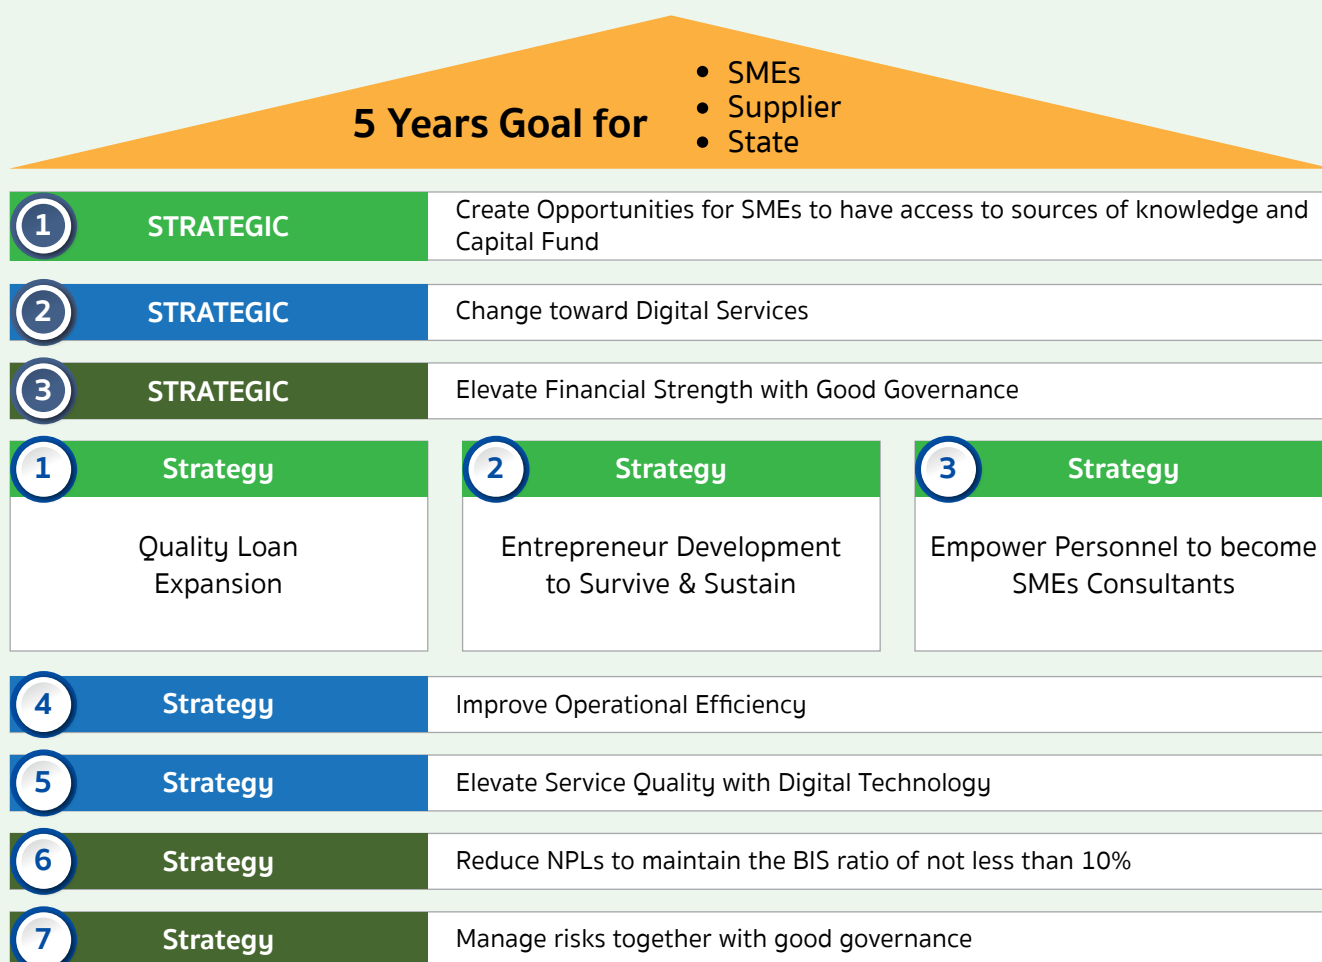 5 Years Goal for
• SMEs
• Supplier
• State
1 STRATEGIC
Create Opportunities for SMEs to have access to sources of knowledge and
Capital Fund
2 STRATEGIC
Change toward Digital Services
3 STRATEGIC
Elevate Financial Strength with Good Governance
1 Strategy
Quality Loan
Expansion
2 Strategy
Entrepreneur Development
to Survive & Sustain
3 Strategy
Empower Personnel to become
SMEs Consultants
4 Strategy
Improve Operational Efficiency
5 Strategy
Elevate Service Quality with Digital Technology
6 Strategy
Reduce NPLs to maintain the BIS ratio of not less than 10%
7 Strategy
Manage risks together with good governance